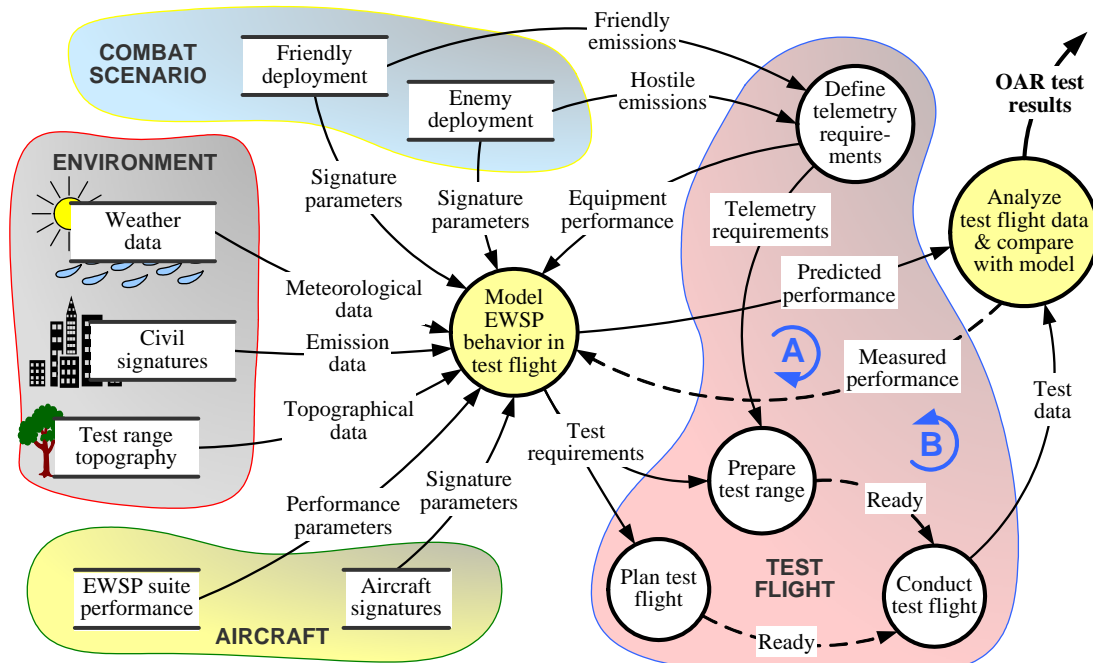 COMBAT
SCENARIO
Friendly
deployment
Enemy
deployment
Friendly
emissions
Hostile
emissions
Define
telemetry
require-
ments
OAR test
results
ENVIRONMENT
Weather
data
Civil
signatures
Test range
topography
Signature
parameters
Signature
parameters
Equipment
performance
Telemetry
requirements
Analyze
test flight data
& compare
with model
Meteorological
data
Emission
data
Topographical
data
Model
EWSP
behavior in
test flight
Predicted
performance
A
Measured
performance
B
Test
data
Test
requirements
Performance
parameters
Signature
parameters
Prepare
test range
Ready
EWSP suite
performance
Aircraft
signatures
AIRCRAFT
Plan test
flight
TEST
FLIGHT
Conduct
test flight
Ready